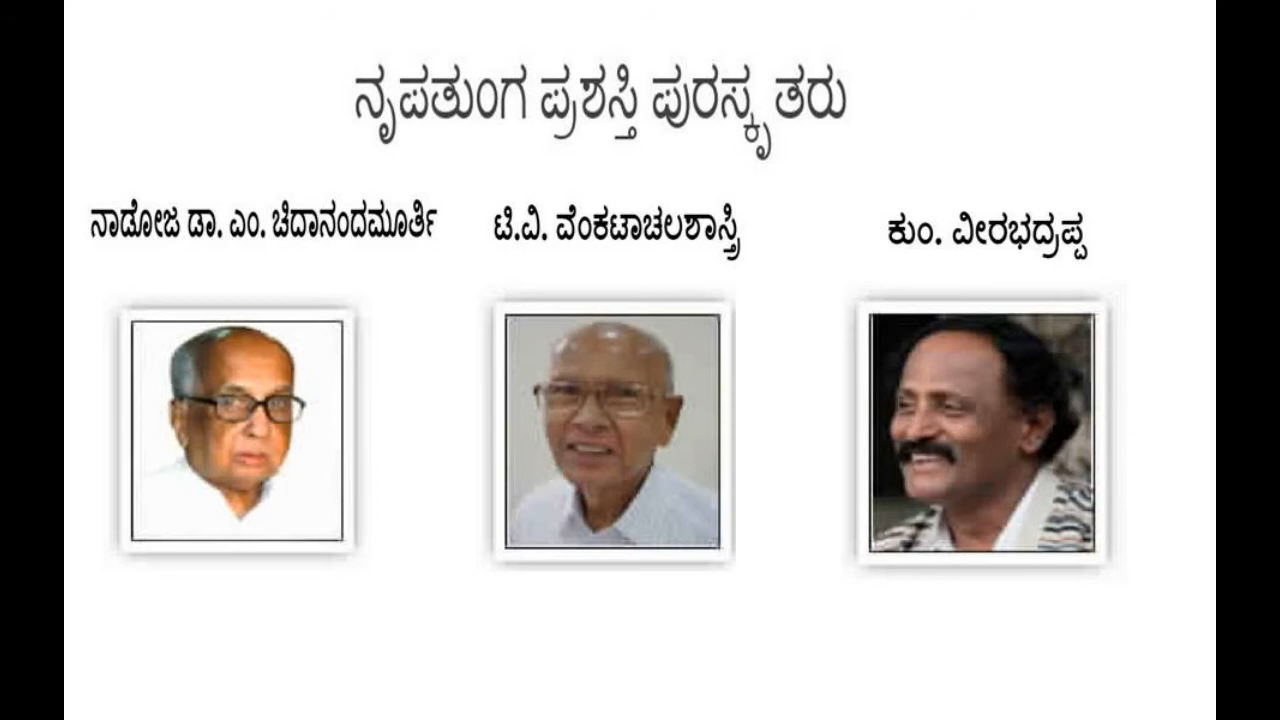 ನೃಪತುಂಗ ಪ್ರಶಸ್ತಿ ಪುರಸ್ಕೃತರು
ನಾಡೋಜ ಡಾ. ಎಂ. ಚಿದಾನಂದಮೂರ್ತಿ
ಟಿ.ವಿ. ವೆಂಕಟಾಚಲಶಾಸ್ತ್ರಿ
ಕುಂ. ವೀರಭದ್ರಪ್ಪ